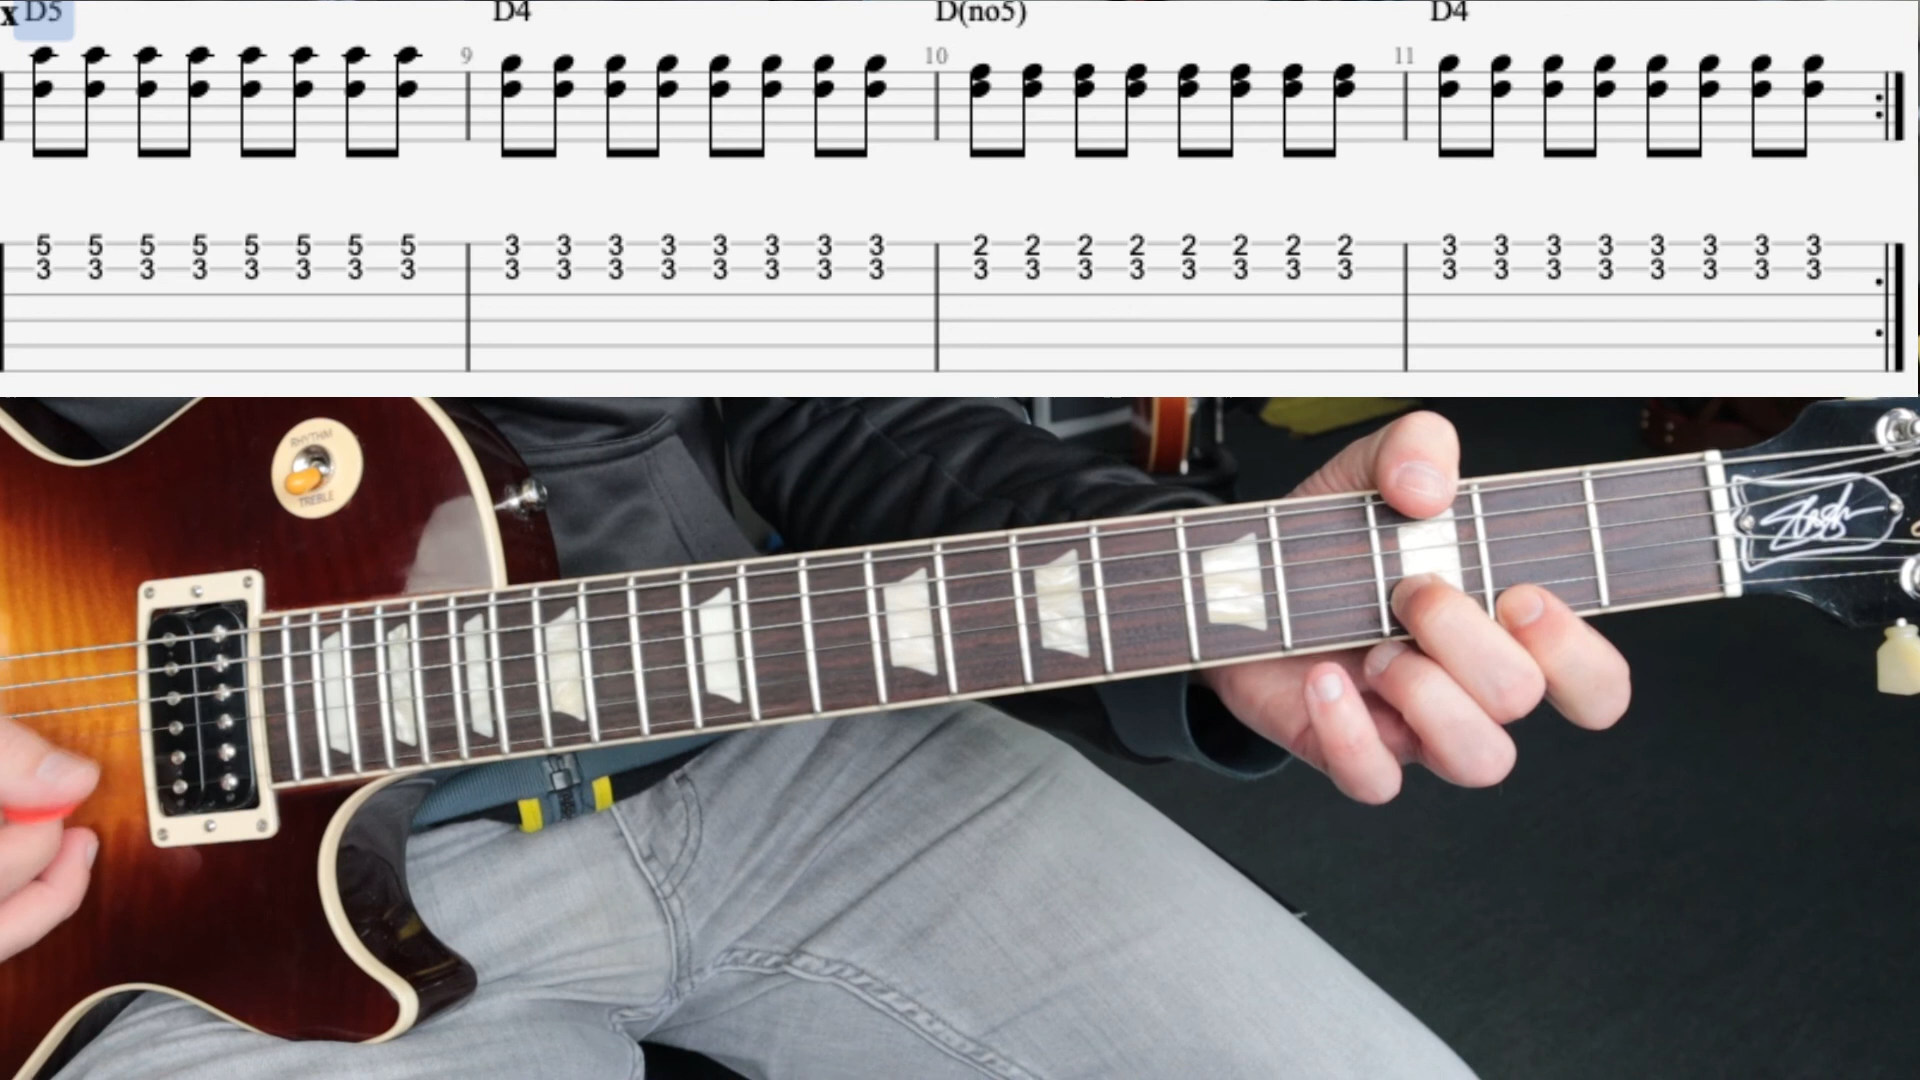 x D5 D4 D(no5) D4
9 10 11
5 5 5 5 5 5 5 5 3 3 3 3 3 3 3 3 2 2 2 2 2 2 2 2 3 3 3 3 3 3 3 3
3 3 3 3 3 3 3 3 3 3 3 3 3 3 3 3 3 3 3 3 3 3 3 3 3 3 3 3 3 3 3 3
RHYTHM
TREBLE
Slash